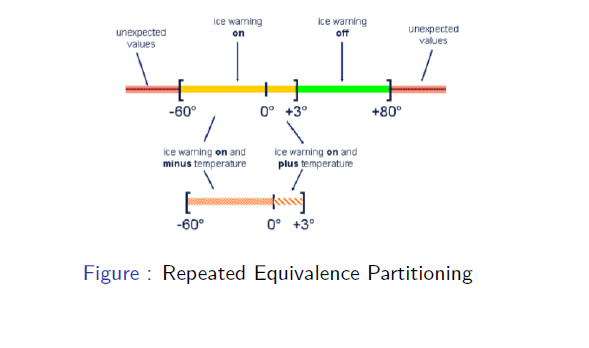 unexpected
values
ice warning
on
ice warning
off
unexpected
values
-60° 0° +3° +80°
ice warning on and
minus temperature
ice warning on and
plus temperature
-60° 0° +3°
Figure : Repeated Equivalence Partitioning